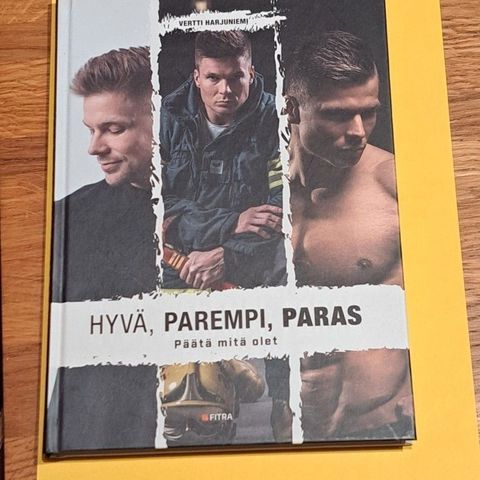 VERTTI HARJUNIEMI
HYVÄ, PAREMPI, PARAS
Päätä mitä olet
FITRA